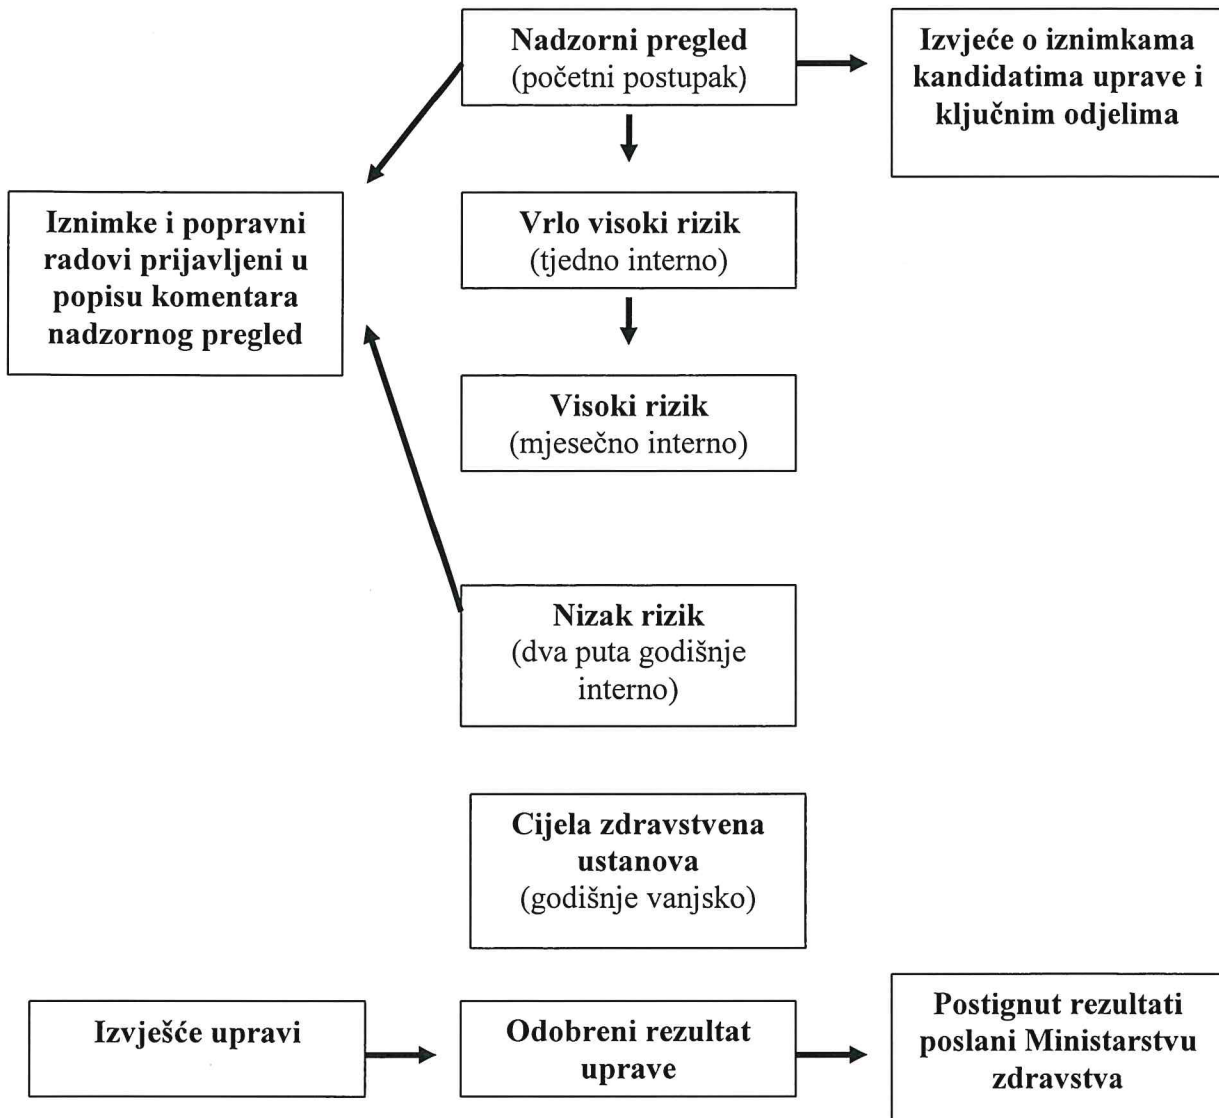 Nadzorni pregled
(početni postupak)
Izvjeće o iznimkama
kandidatima uprave i
ključnim odjelima
Iznimke i popravni
radovi prijavljeni u
popisu komentara
nadzornog pregled
Vrlo visoki rizik
(tjedno interno)
Visoki rizik
(mjesečno interno)
Nizak rizik
(dva puta godišnje
interno)
Cijela zdravstvena
ustanova
(godišnje vanjsko)
Izvješće upravi
Odobreni rezultat
uprave
Postignut rezultati
poslani Ministarstvu
zdravstva